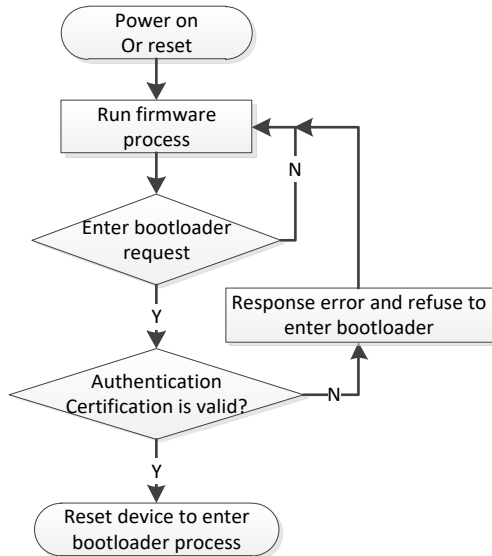 Power on
Or reset
Run firmware
process
N
Enter bootloader
request
Y
Response error and refuse to
enter bootloader
Authentication
Certification is valid?
N
Y
Reset device to enter
bootloader process